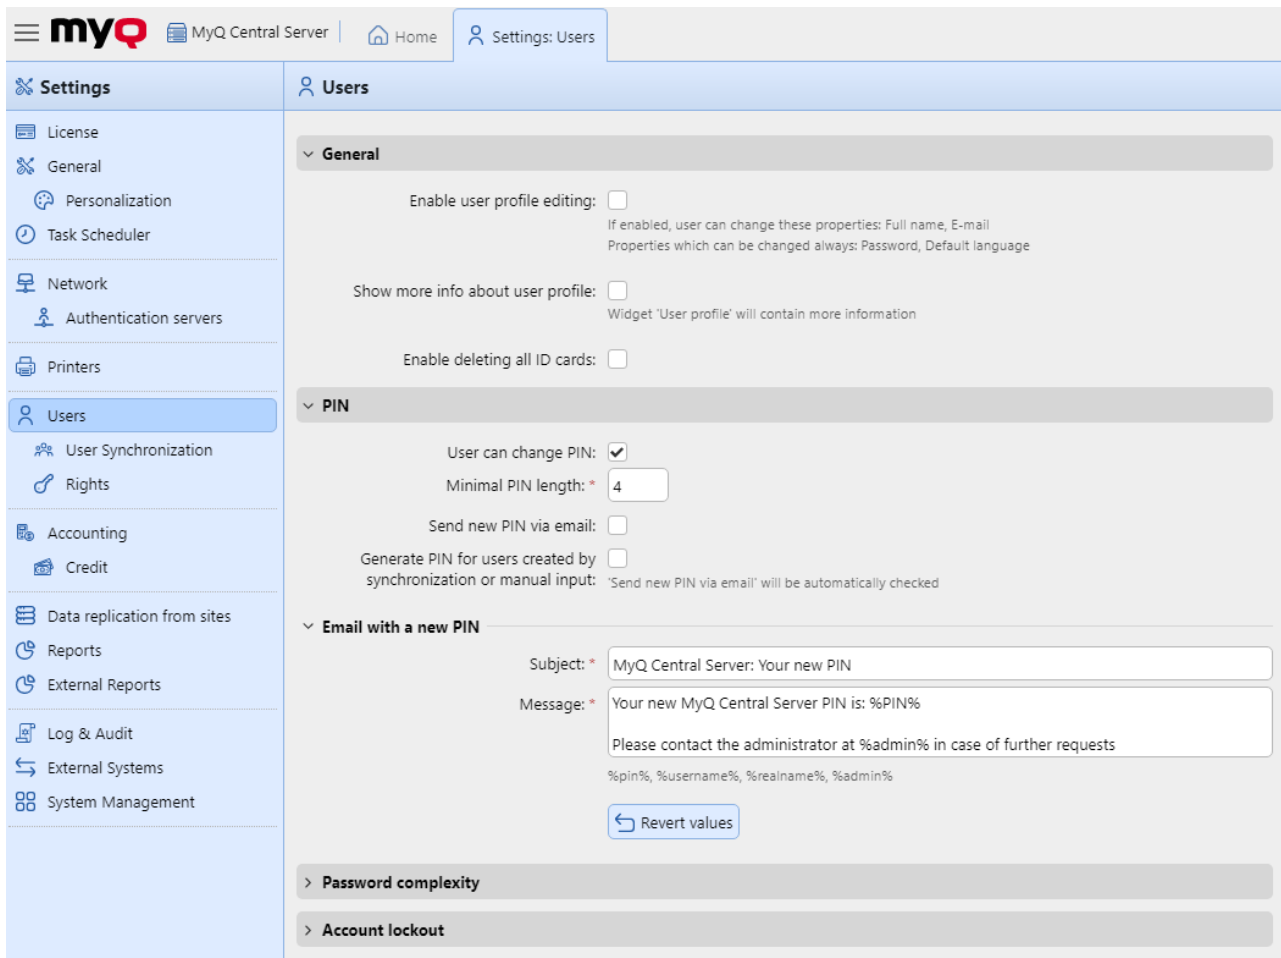 myQ MyQ Central Server Home Settings: Users
Settings
License
General
Personalization
Task Scheduler
Network
Authentication servers
Printers
Users
User Synchronization
Rights
Accounting
Credit
Data replication from sites
Reports
External Reports
Log & Audit
External Systems
System Management
Users
General
Enable user profile editing:
If enabled, user can change these properties: Full name, E-mail
Properties which can be changed always: Password, Default language
Show more info about user profile:
Widget 'User profile' will contain more information
Enable deleting all ID cards:
PIN
User can change PIN:
Minimal PIN length: * 4
Send new PIN via email:
Generate PIN for users created by
synchronization or manual input: 'Send new PIN via email' will be automatically checked
Email with a new PIN
Subject: * MyQ Central Server: Your new PIN
Message: * Your new MyQ Central Server PIN is: %PIN%
Please contact the administrator at %admin% in case of further requests
%pin%, %username%, %realname%, %admin%
Revert values
Password complexity
Account lockout